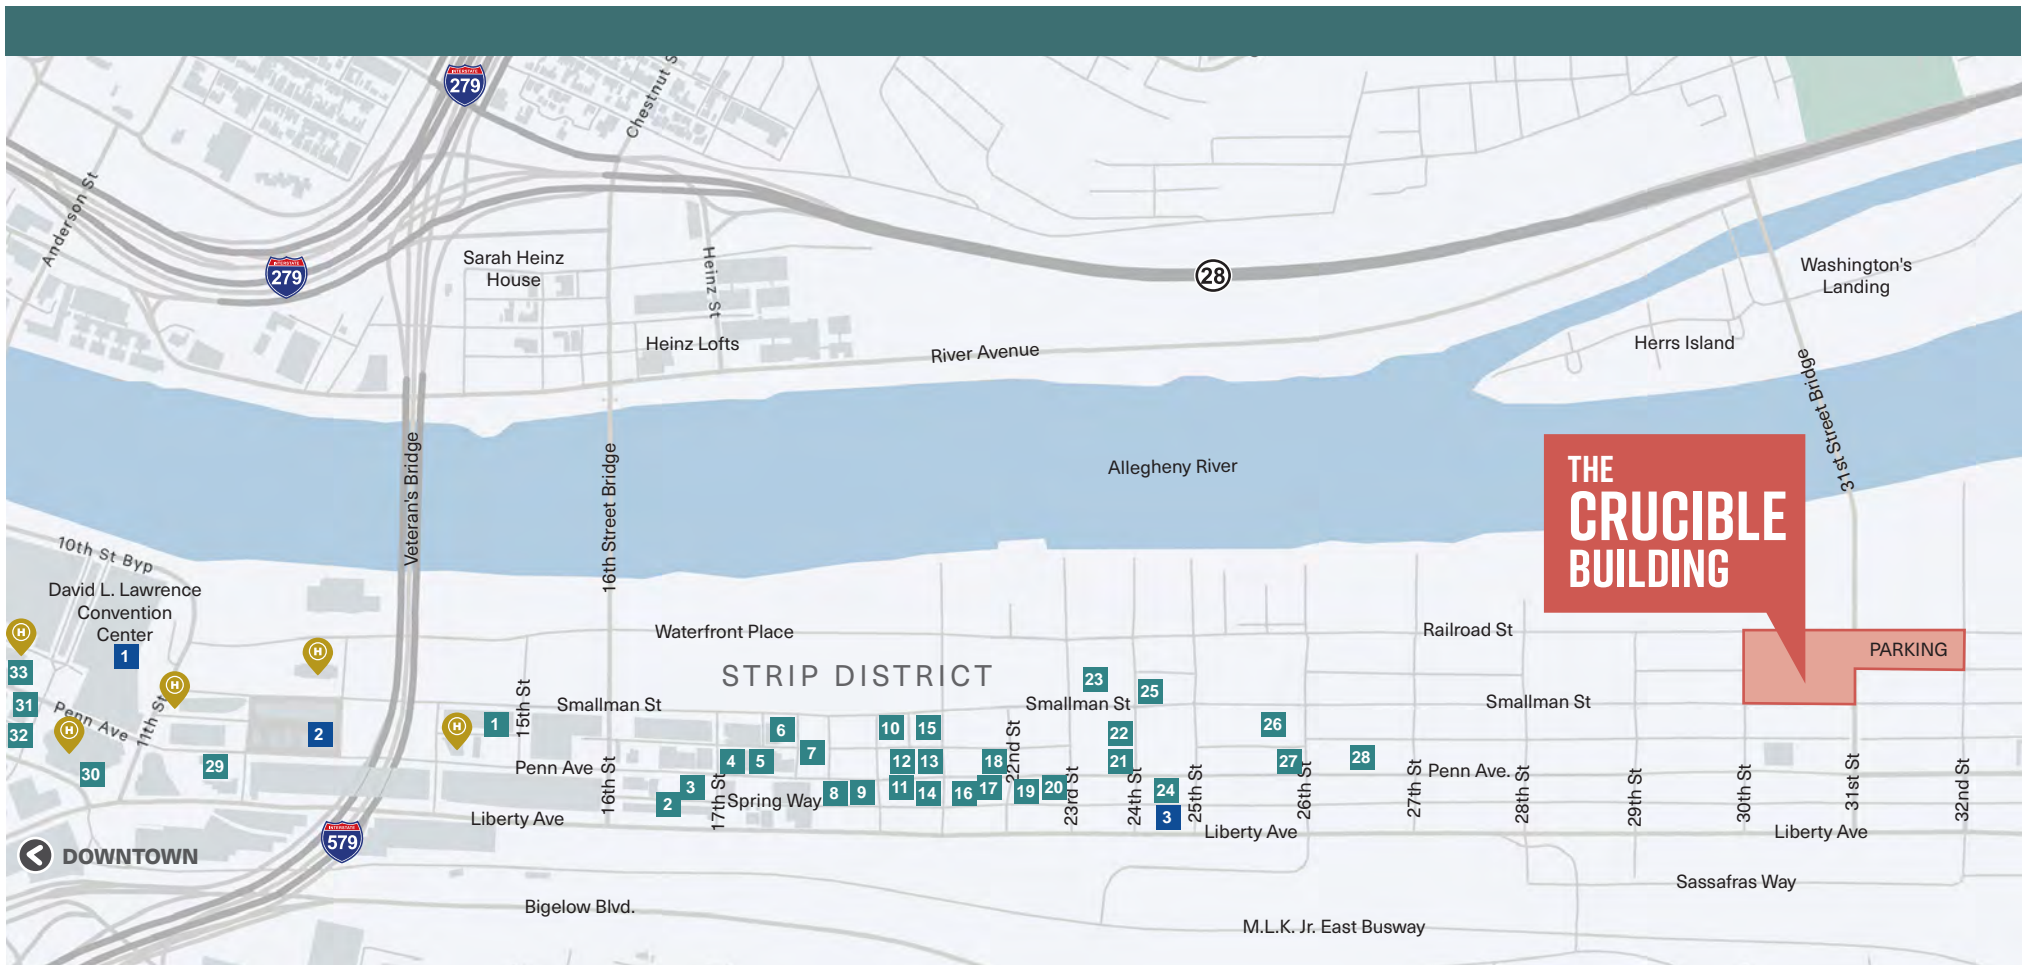 INTERSTATE
279
Chestnut S
Anderson St
INTERSTATE
279
Sarah Heinz
House
Heinz St
28
Washington's
Landing
Heinz Lofts
River Avenue
Herrs Island
31st Street Bridge
Veteran's Bridge
16th Street Bridge
Allegheny River
THE
CRUCIBLE
BUILDING
10th St Byp
David L. Lawrence
Convention
Center
1
H
H
H
H
H
33
31
32
30
29
Penn Ave
11th St
2
Waterfront Place
Railroad St
PARKING
STRIP DISTRICT
Smallman St
Smallman St
Smallman St
15th St
1
23
25
6
10
15
22
26
7
4
5
12
13
18
21
27
28
Penn Ave
Penn Ave.
3
2
8
9
11
14
16
17
19
20
24
3
Spring Way
16th St
17th St
22nd St
23rd St
24th St
25th St
26th St
27th St
28th St
29th St
30th St
31st St
32nd St
Liberty Ave
Liberty Ave
Liberty Ave
INTERSTATE
579
DOWNTOWN
Sassafras Way
Bigelow Blvd.
M.L.K. Jr. East Busway